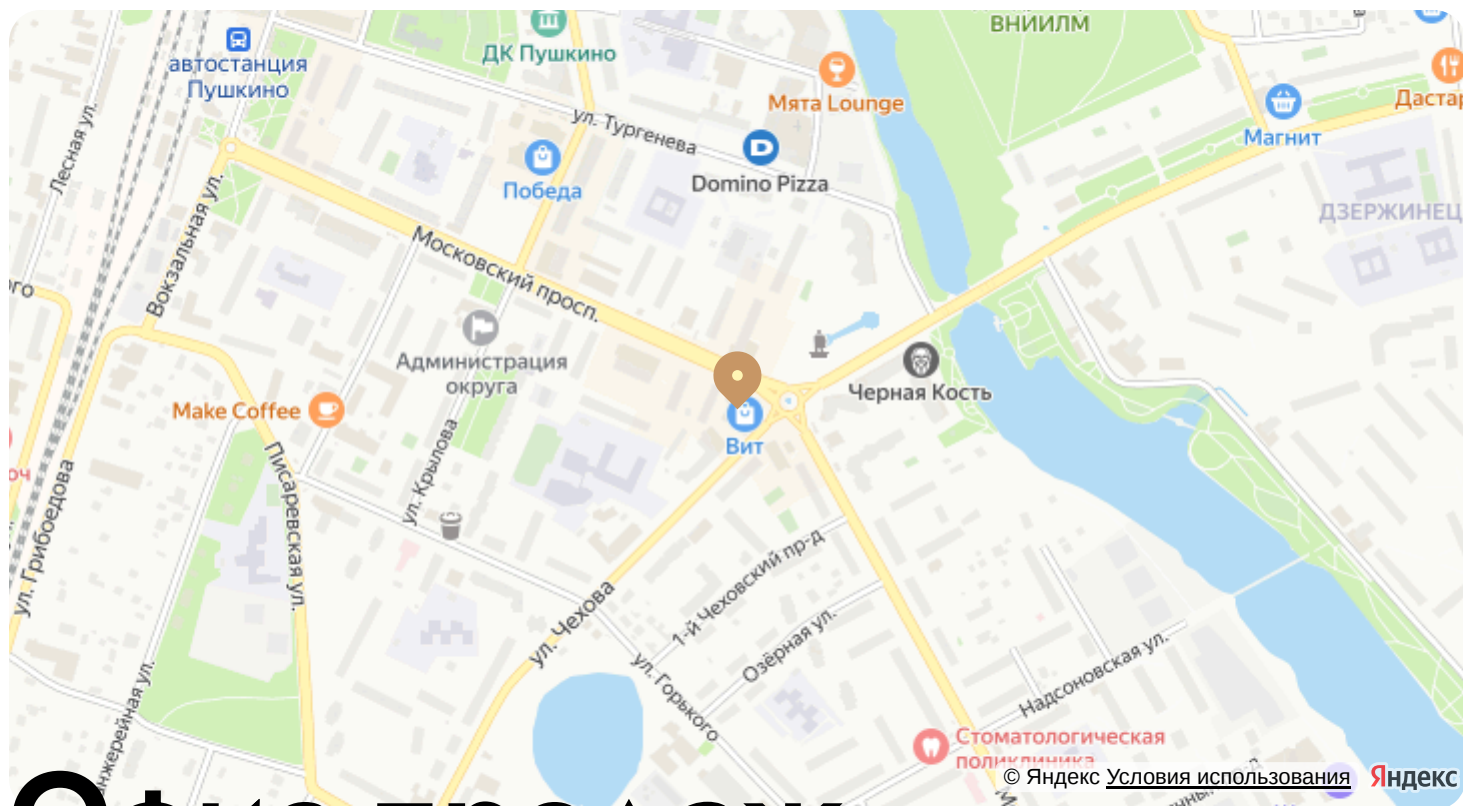 ВНИИЛМ
ДК Пушкино
автостанция
Пушкино
Мята Lounge
Магнит
Лесная ул.
ул. Тургенева
Победа
Domino Pizza
ДЗЕРЖИНЕЦ
Вокзальная ул.
Московский просп.
Администрация
округа
Черная Кость
Make Coffee
Вит
ул. Крылова
Писаревская ул.
ул. Грибоедова
1-й Чеховский пр-д
ул. Чехова
Озёрная ул.
ул. Горького
Надсоновская ул.
Стоматологическая
поликлиника
© Яндекс Условия использования Яндекс